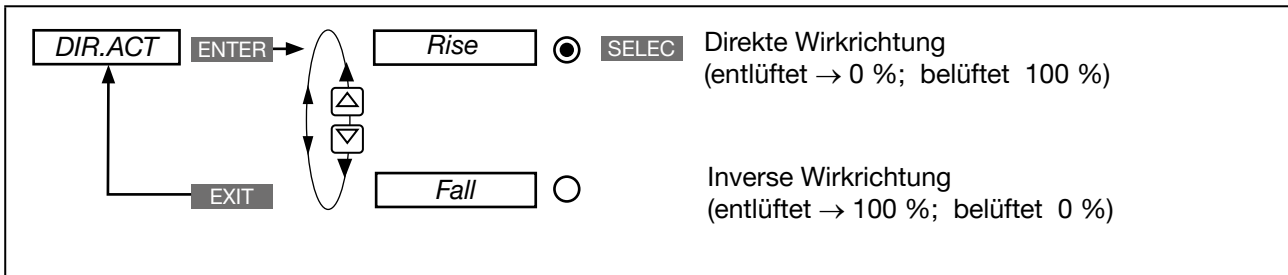 DIR.ACT ENTER Rise SELEC Direkte Wirkrichtung
(entlüftet → 0 %; belüftet 100 %)
EXIT Fall Inverse Wirkrichtung
(entlüftet → 100 %; belüftet 0 %)